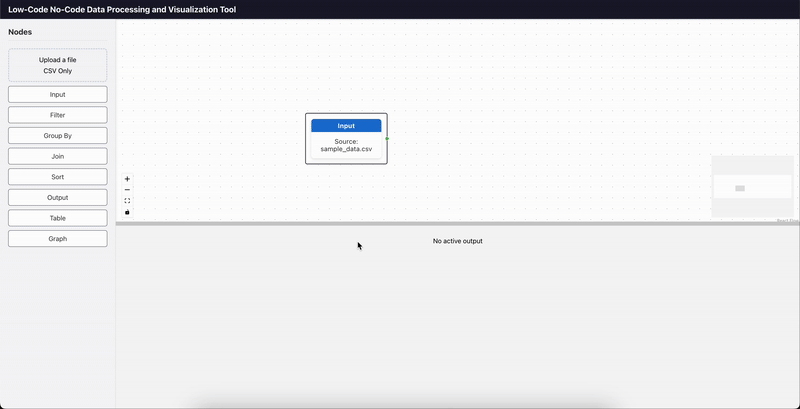 Low-Code No-Code Data Processing and Visualization Tool
Nodes
Upload a file
CSV Only
Input
Filter
Group By
Join
Sort
Output
Table
Graph
Input
Source:
sample_data.csv
React Flow
No active output